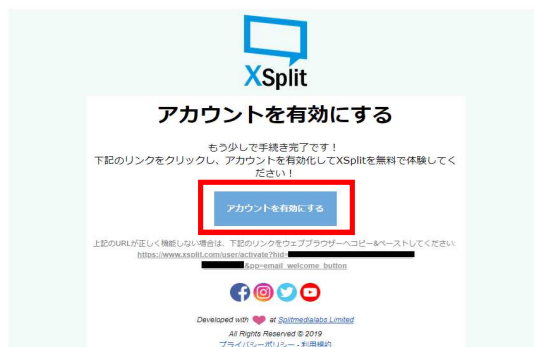 XSplit
アカウントを有効にする
もう少しで手続き完了です！
下記のリンクをクリックし、アカウントを有効化してXSplitを無料で体験してく
ださい！
アカウントを有効にする
上記のURLが正しく機能しない場合は、下記のリンクをウェブブラウザーへコピー&ペーストしてください:
https://www.xsplit.com/user/activate?hid=
&pp=email_welcome_button
Developed with at Splitmedialabs Limited
All Rights Reserved © 2019
プライバシーポリシー - 利用規約